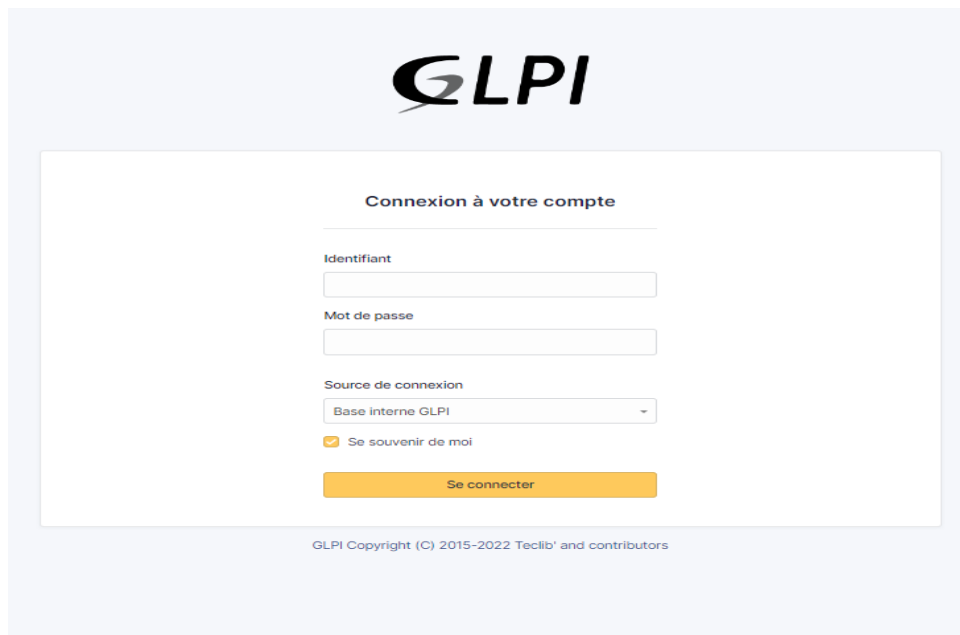 GLPI
Connexion à votre compte
Identifiant
Mot de passe
Source de connexion
Base interne GLPI
Se souvenir de moi
Se connecter
GLPI Copyright (C) 2015-2022 Teclib' and contributors